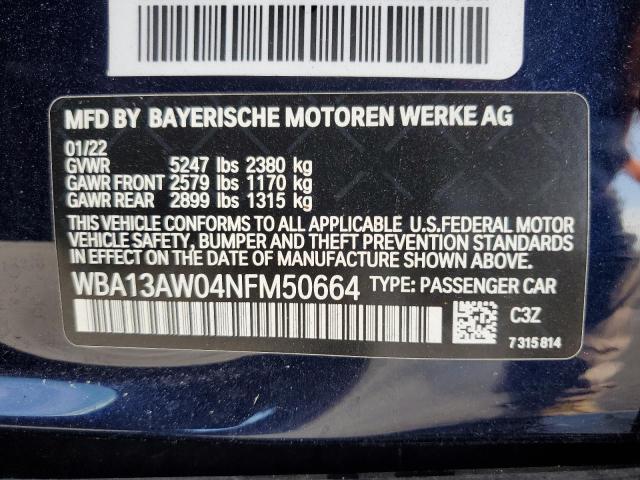 MFD BY BAYERISCHE MOTOREN WERKE AG
01/22
GVWR 5247 lbs 2380 kg
GAWR FRONT 2579 lbs 1170 kg
GAWR REAR 2899 lbs 1315 kg
THIS VEHICLE CONFORMS TO ALL APPLICABLE U.S.FEDERAL MOTOR
VEHICLE SAFETY, BUMPER AND THEFT PREVENTION STANDARDS
IN EFFECT ON THE DATE OF MANUFACTURE SHOWN ABOVE.
WBA13AW04NFM50664 TYPE: PASSENGER CAR
C3Z
7 315 814